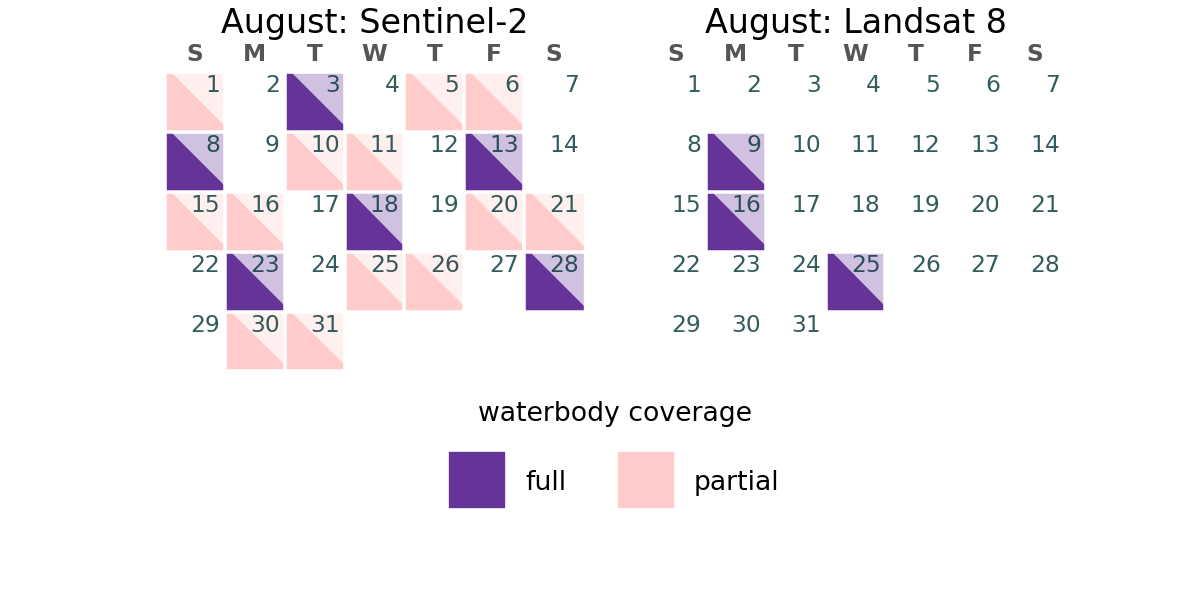 August: Sentinel-2
S M T W T F S
1 2 3 4 5 6 7
8 9 10 11 12 13 14
15 16 17 18 19 20 21
22 23 24 25 26 27 28
29 30 31
August: Landsat 8
S M T W T F S
1 2 3 4 5 6 7
8 9 10 11 12 13 14
15 16 17 18 19 20 21
22 23 24 25 26 27 28
29 30 31
waterbody coverage
full
partial